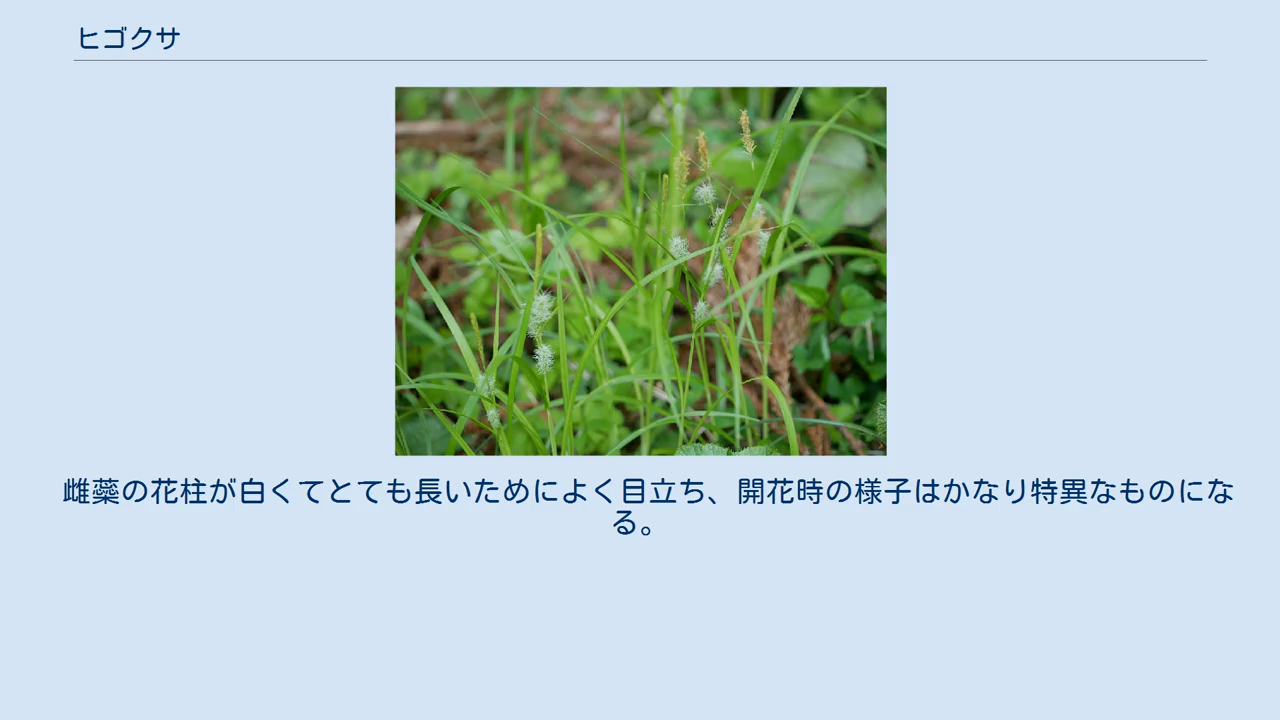 ヒゴクサ
雌蘂の花柱が白くてとても長いためによく目立ち、開花時の様子はかなり特異なものにな
る。